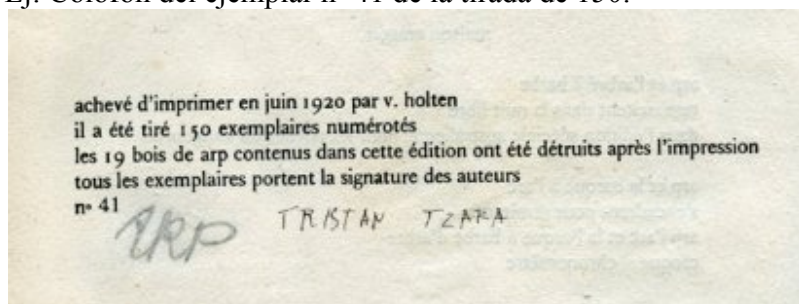 Ej. Colofón del ejemplar nº 41 de la tirada de 150.
achevé d'imprimer en juin 1920 par v. holten
il a été tiré 150 exemplaires numérotés
les 19 bois de arp contenus dans cette édition ont été détruits après l'impression
tous les exemplaires portent la signature des auteurs
nº 41
ARP TRISTAN TZARA